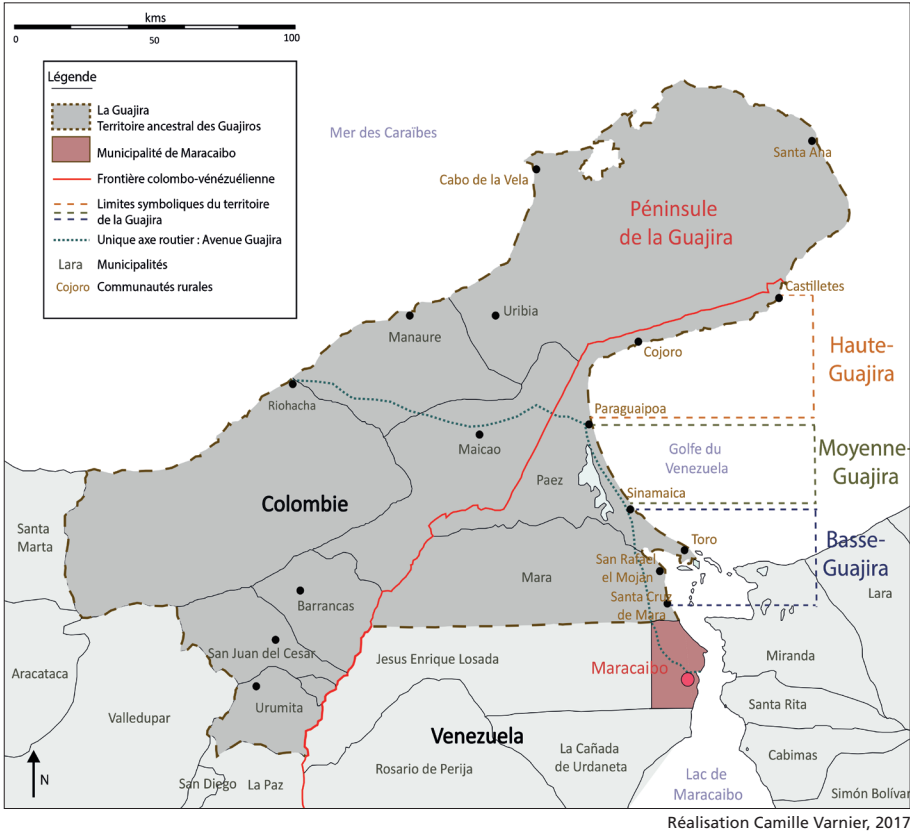 kms
0 50 100
Légende
La Guajira
Territoire ancestral des Guajiros
Municipalité de Maracaibo
Frontière colombo-vénézuélienne
Limites symboliques du territoire
de la Guajira
Unique axe routier : Avenue Guajira
Lara Municipalités
Cojoro Communautés rurales
Mer des Caraïbes
Cabo de la Vela
Santa Ana
Péninsule
de la Guajira
Castilletes
Uribia
Manaure
Cojoro
Haute-
Guajira
Riohacha
Paraguaipoa
Maicao
Golfe du
Venezuela
Moyenne-
Guajira
Paez
Sinamaica
Colombie
Santa
Marta
Toro
Basse-
Guajira
San Rafael
el Moján
Mara
Santa Cruz
de Mara
Lara
Barrancas
San Juan del Cesar
Jesus Enrique Losada
Maracaibo
Miranda
Aracataca
Urumita
Santa Rita
Valledupar
Venezuela
La Cañada
de Urdaneta
Cabimas
Rosario de Perija
San Diego
La Paz
Lac de
Maracaibo
Simón Bolívar
N
Réalisation Camille Varnier, 2017